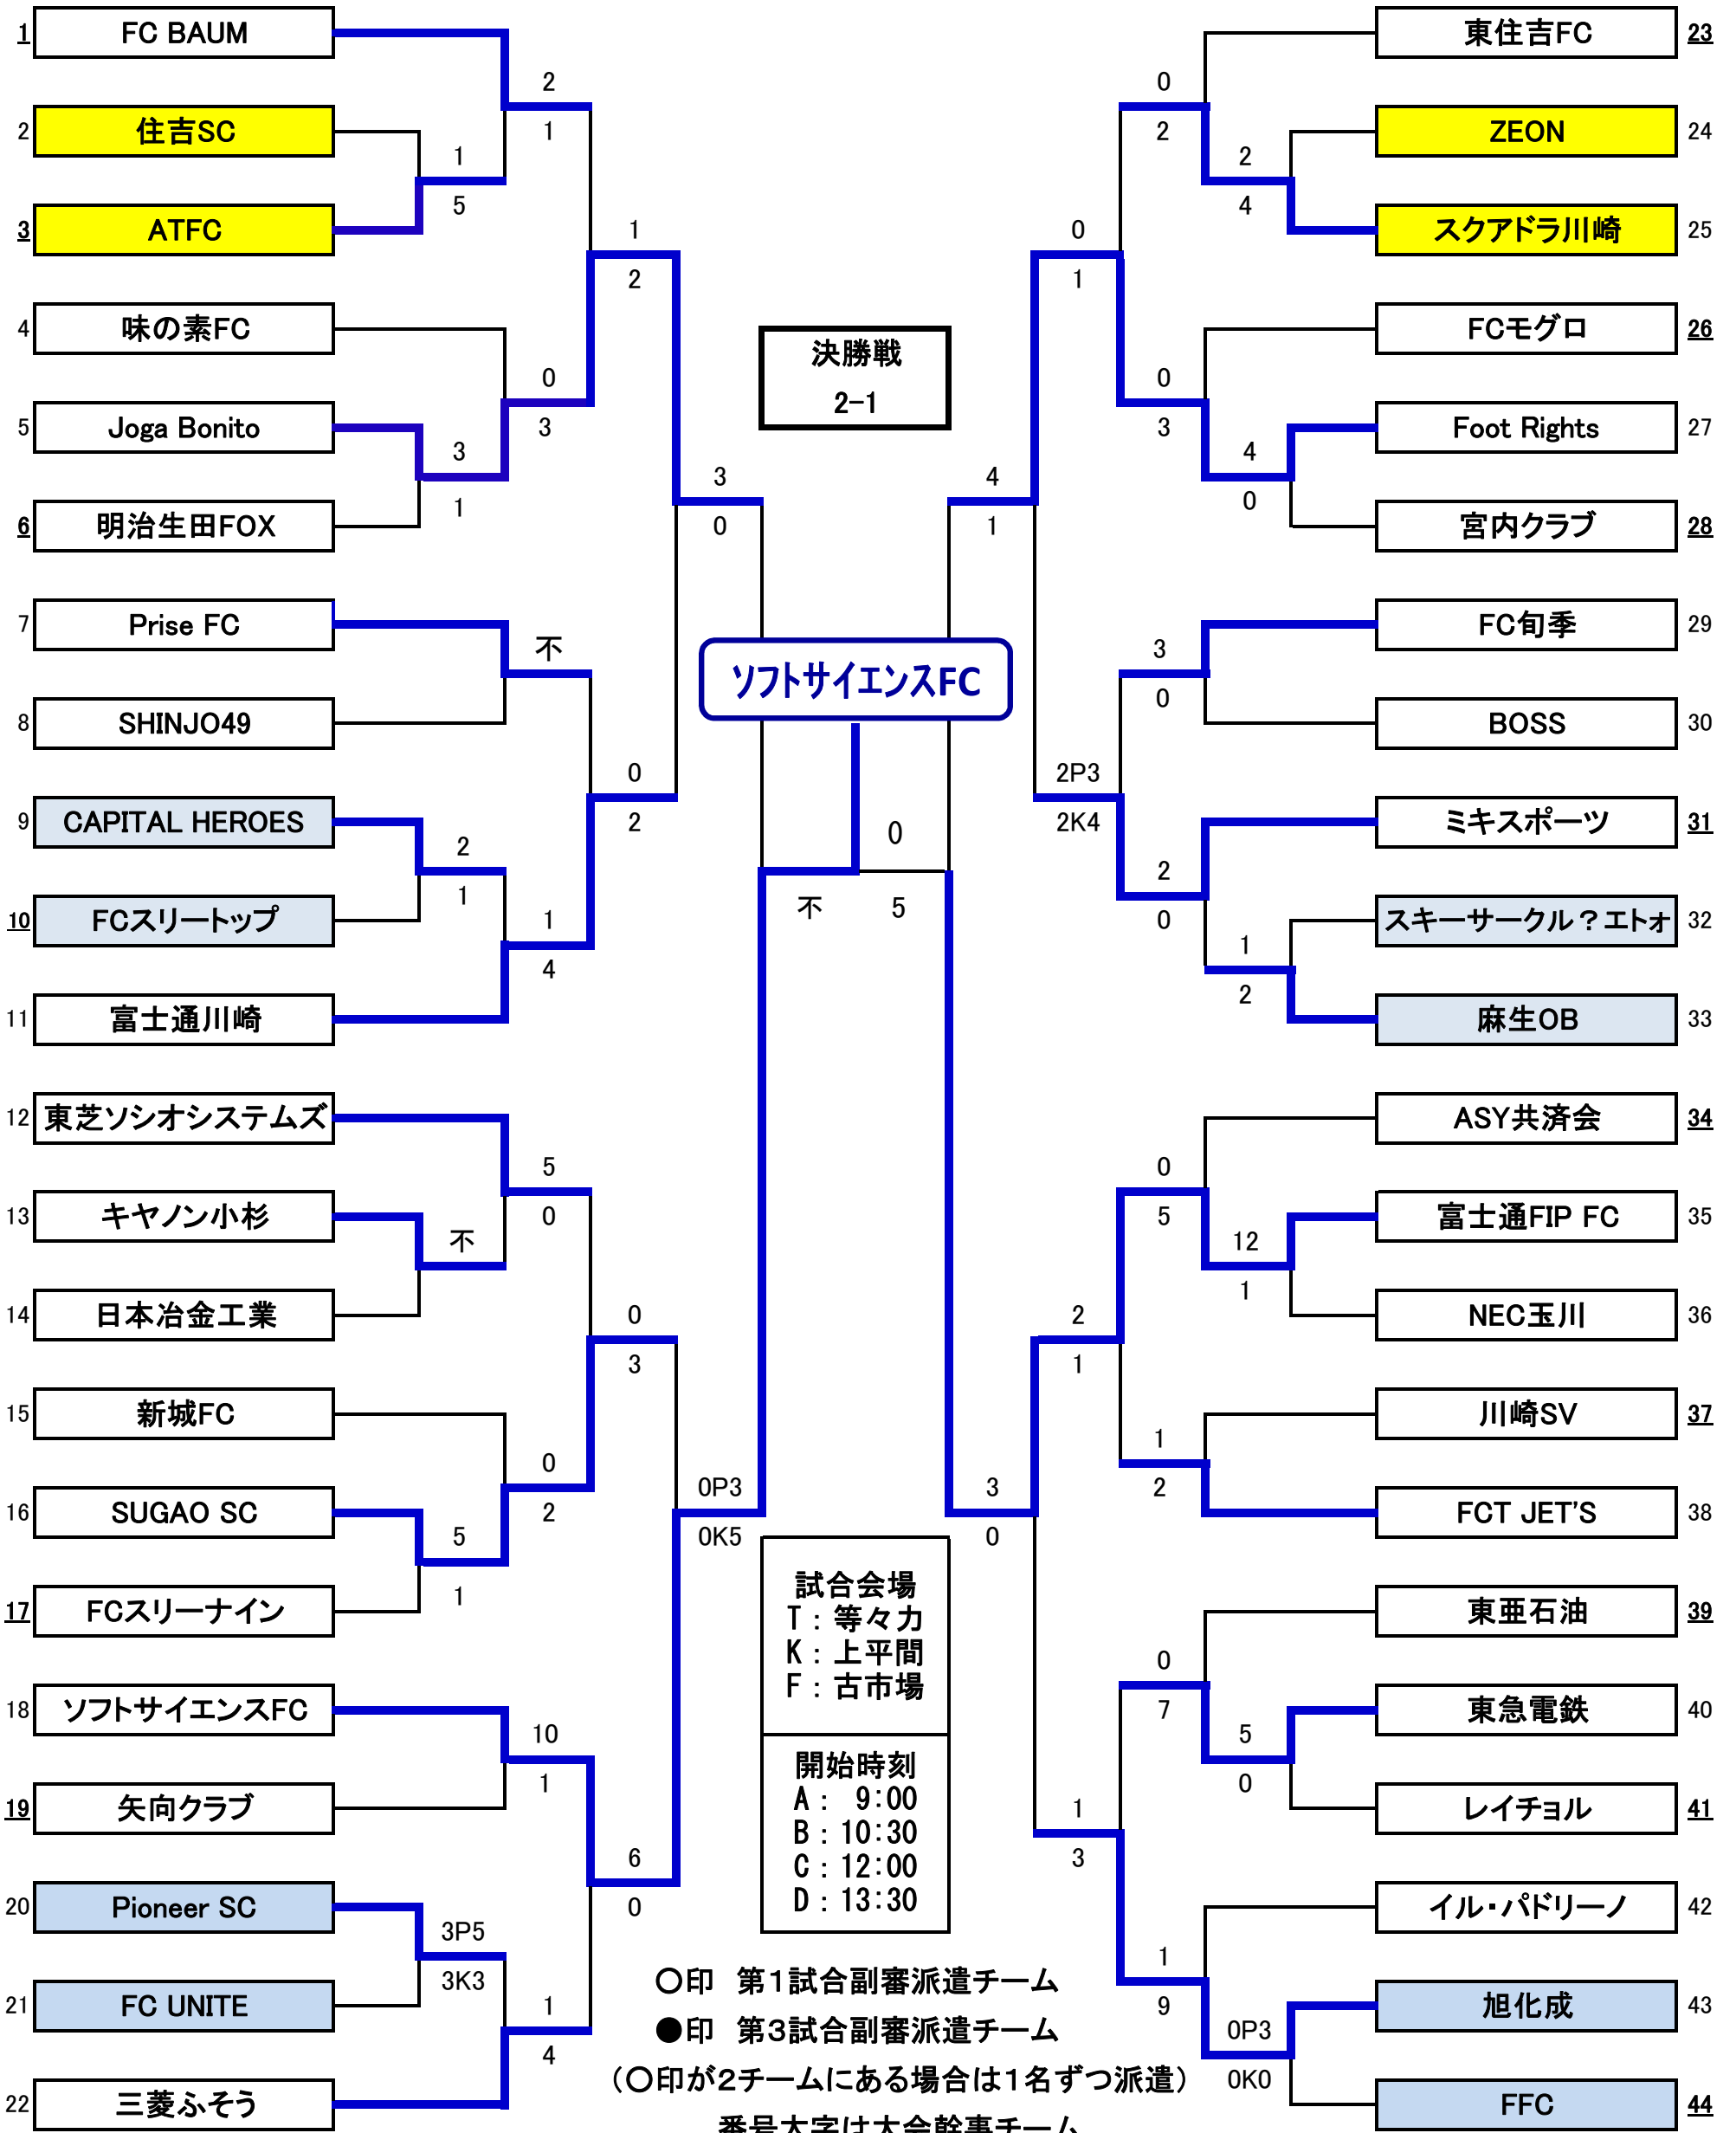 1 FC BAUM
2 住吉SC
3 ATFC
4 味の素FC
5 Joga Bonito
6 明治生田FOX
7 Prise FC
8 SHINJO49
9 CAPITAL HEROES
10 FCスリートップ
11 富士通川崎
12 東芝ソシオシステムズ
13 キヤノン小杉
14 日本冶金工業
15 新城FC
16 SUGAO SC
17 FCスリーナイン
18 ソフトサイエンスFC
19 矢向クラブ
20 Pioneer SC
21 FC UNITE
22 三菱ふそう
2
1
1
5
1
2
0
3
3
1
3
0
不
0
2
2
1
1
4
5
0
不
0
3
0
2
5
1
0P3
0K5
10
1
6
0
3P5
3K3
1
4
決勝戦
2-1
ソフトサイエンスFC
0
不 5
試合会場
T：等々力
K：上平間
F：古市場
開始時刻
A： 9:00
B：10:30
C：12:00
D：13:30
○印 第1試合副審派遣チーム
●印 第3試合副審派遣チーム
（○印が2チームにある場合は1名ずつ派遣）
番号太字は大会幹事チーム
0
2
2
4
0
1
0
3
4
0
4
1
3
0
2P3
2K4
2
0
1
2
0
5
12
1
2
1
1
2
3
0
0
7
5
0
1
3
1
9
0P3
0K0
東住吉FC 23
ZEON 24
スクアドラ川崎 25
FCモグロ 26
Foot Rights 27
宮内クラブ 28
FC旬季 29
BOSS 30
ミキスポーツ 31
スキーサークル？エトォ 32
麻生OB 33
ASY共済会 34
富士通FIP FC 35
NEC玉川 36
川崎SV 37
FCT JET'S 38
東亜石油 39
東急電鉄 40
レイチョル 41
イル・パドリーノ 42
旭化成 43
FFC 44